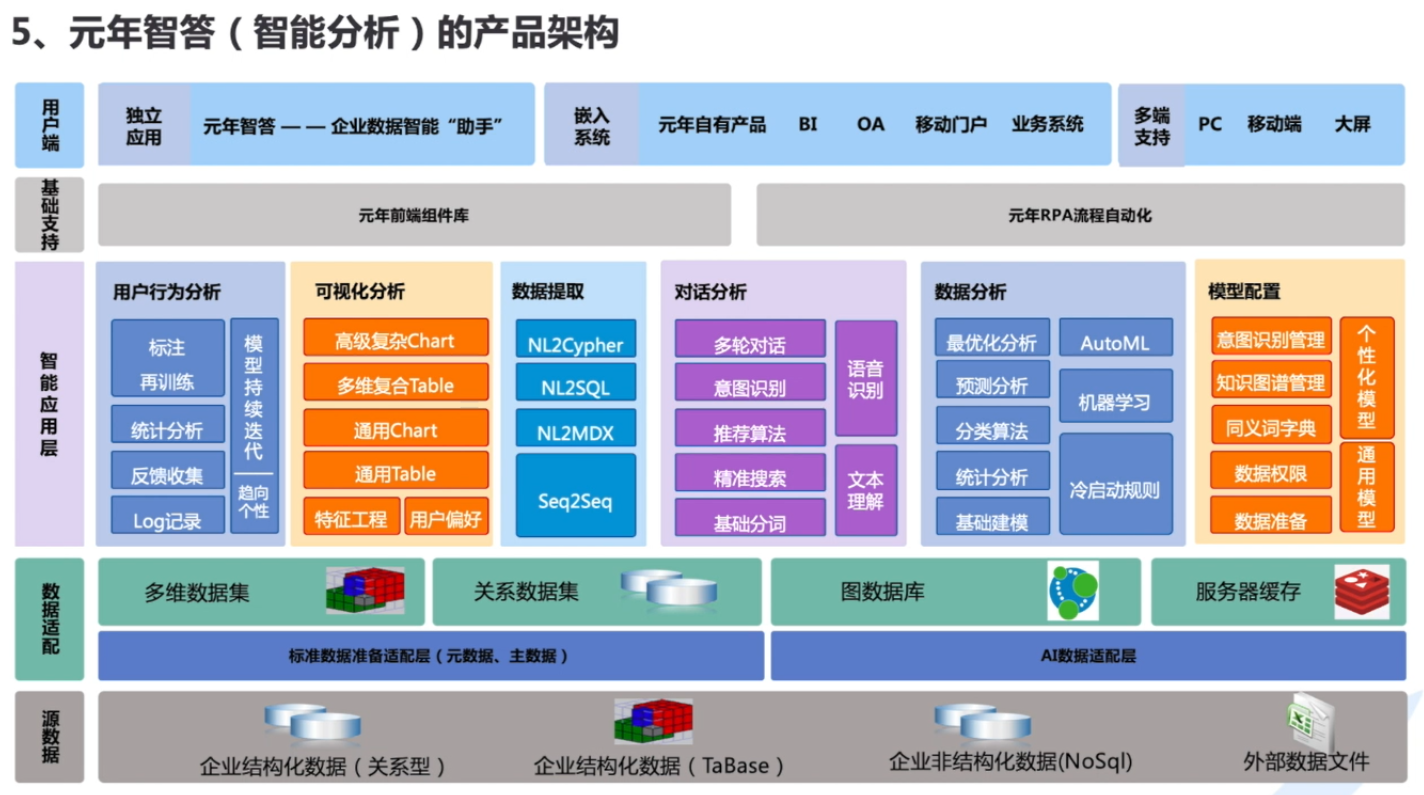 5、元年智答（智能分析）的产品架构
用户端
独立
应用
元年智答 — — 企业数据智能“助手”
嵌入
系统
元年自有产品
BI
OA
移动门户
业务系统
多端
支持
PC
移动端
大屏
基础支持
元年前端组件库
元年RPA流程自动化
智能应用层
用户行为分析
标注
再训练
统计分析
反馈收集
Log记录
模型持续迭代
趋向
个性
可视化分析
高级复杂Chart
多维复合Table
通用Chart
通用Table
特征工程
用户偏好
数据提取
NL2Cypher
NL2SQL
NL2MDX
Seq2Seq
对话分析
多轮对话
意图识别
推荐算法
精准搜索
基础分词
语音
识别
文本
理解
数据分析
最优化分析
预测分析
分类算法
统计分析
基础建模
AutoML
机器学习
冷启动规则
模型配置
意图识别管理
知识图谱管理
同义词字典
数据权限
数据准备
个性化模型
通用模型
数据适配
多维数据集
关系数据集
图数据库
服务器缓存
标准数据准备适配层（元数据、主数据）
AI数据适配层
源数据
企业结构化数据（关系型）
企业结构化数据（TaBase）
企业非结构化数据(NoSql)
外部数据文件